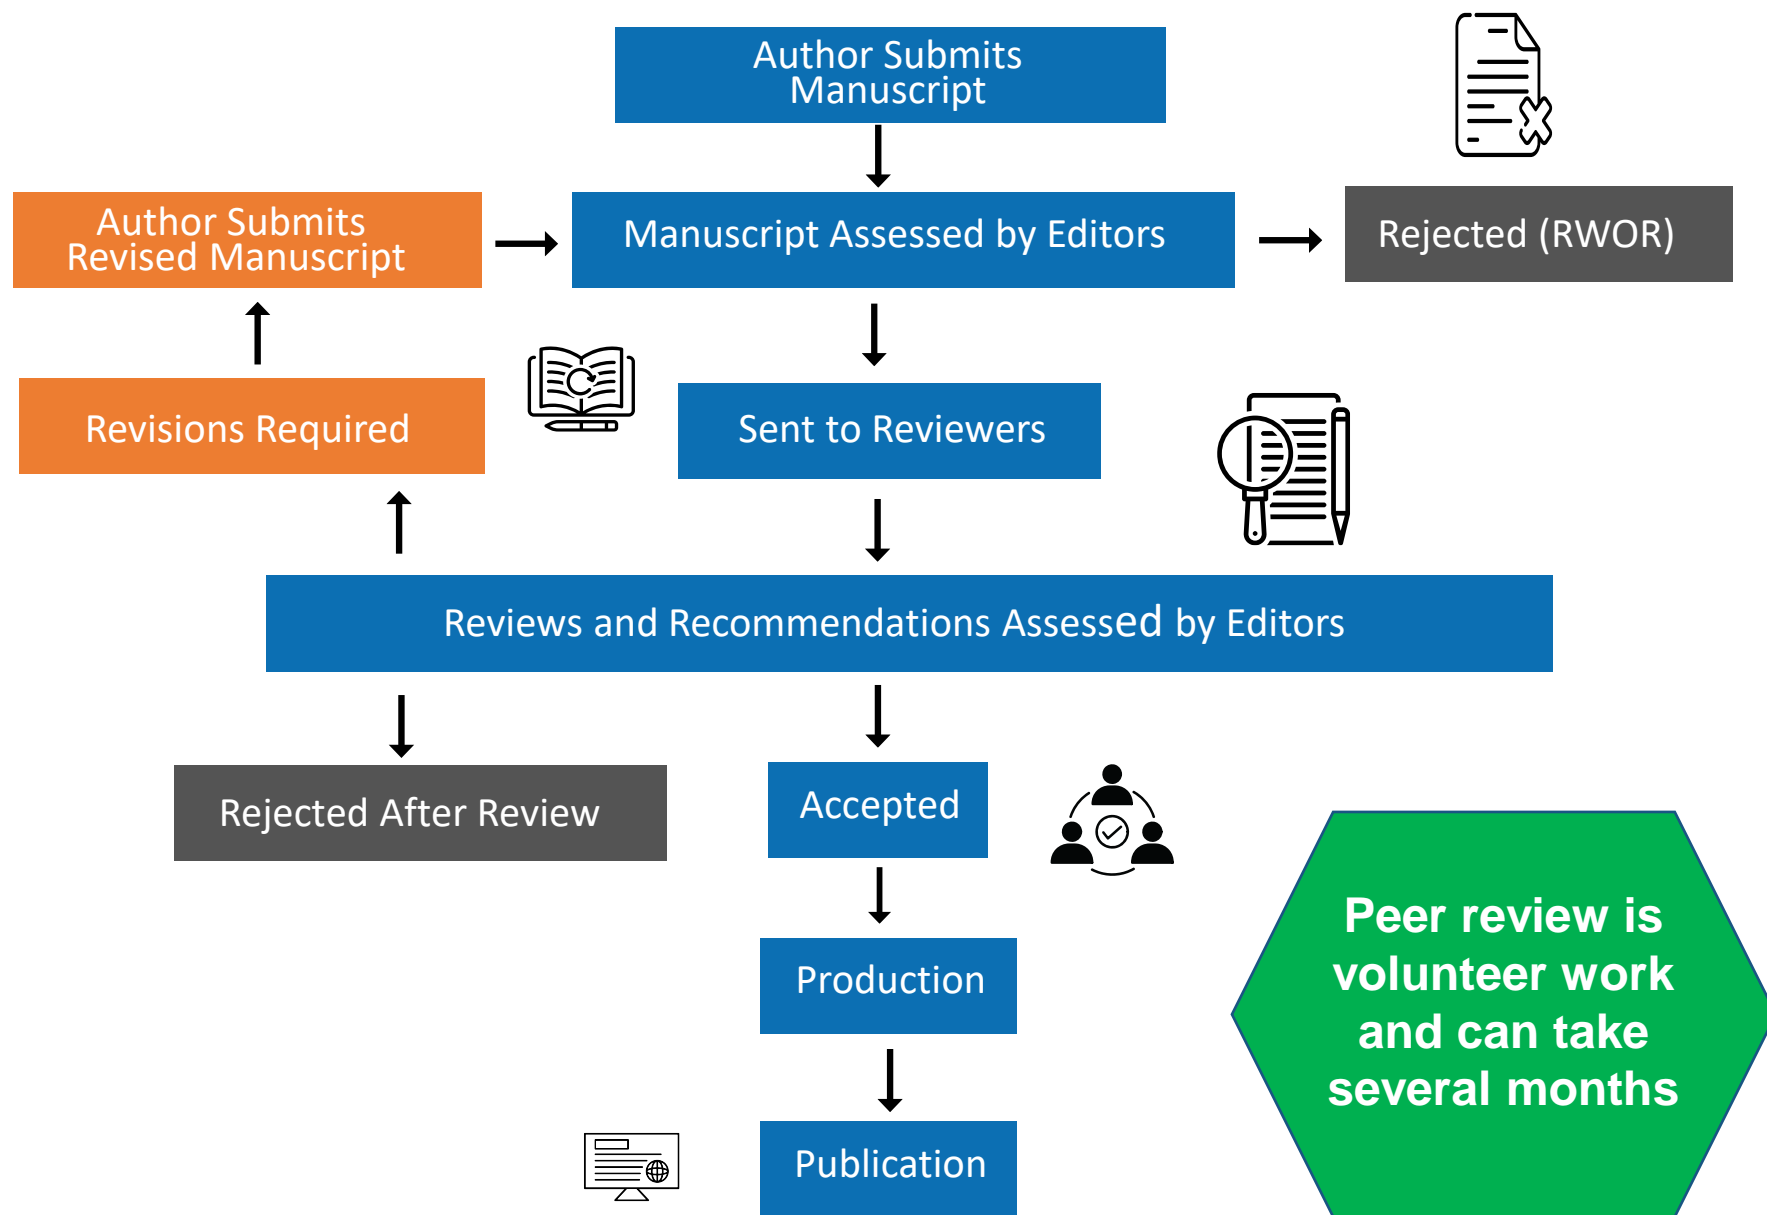 Author Submits
Manuscript
Author Submits
Revised Manuscript
Manuscript Assessed by Editors
Rejected (RWOR)
Revisions Required
Sent to Reviewers
Reviews and Recommendations Assessed by Editors
Rejected After Review
Accepted
Production
Publication
Peer review is
volunteer work
and can take
several months